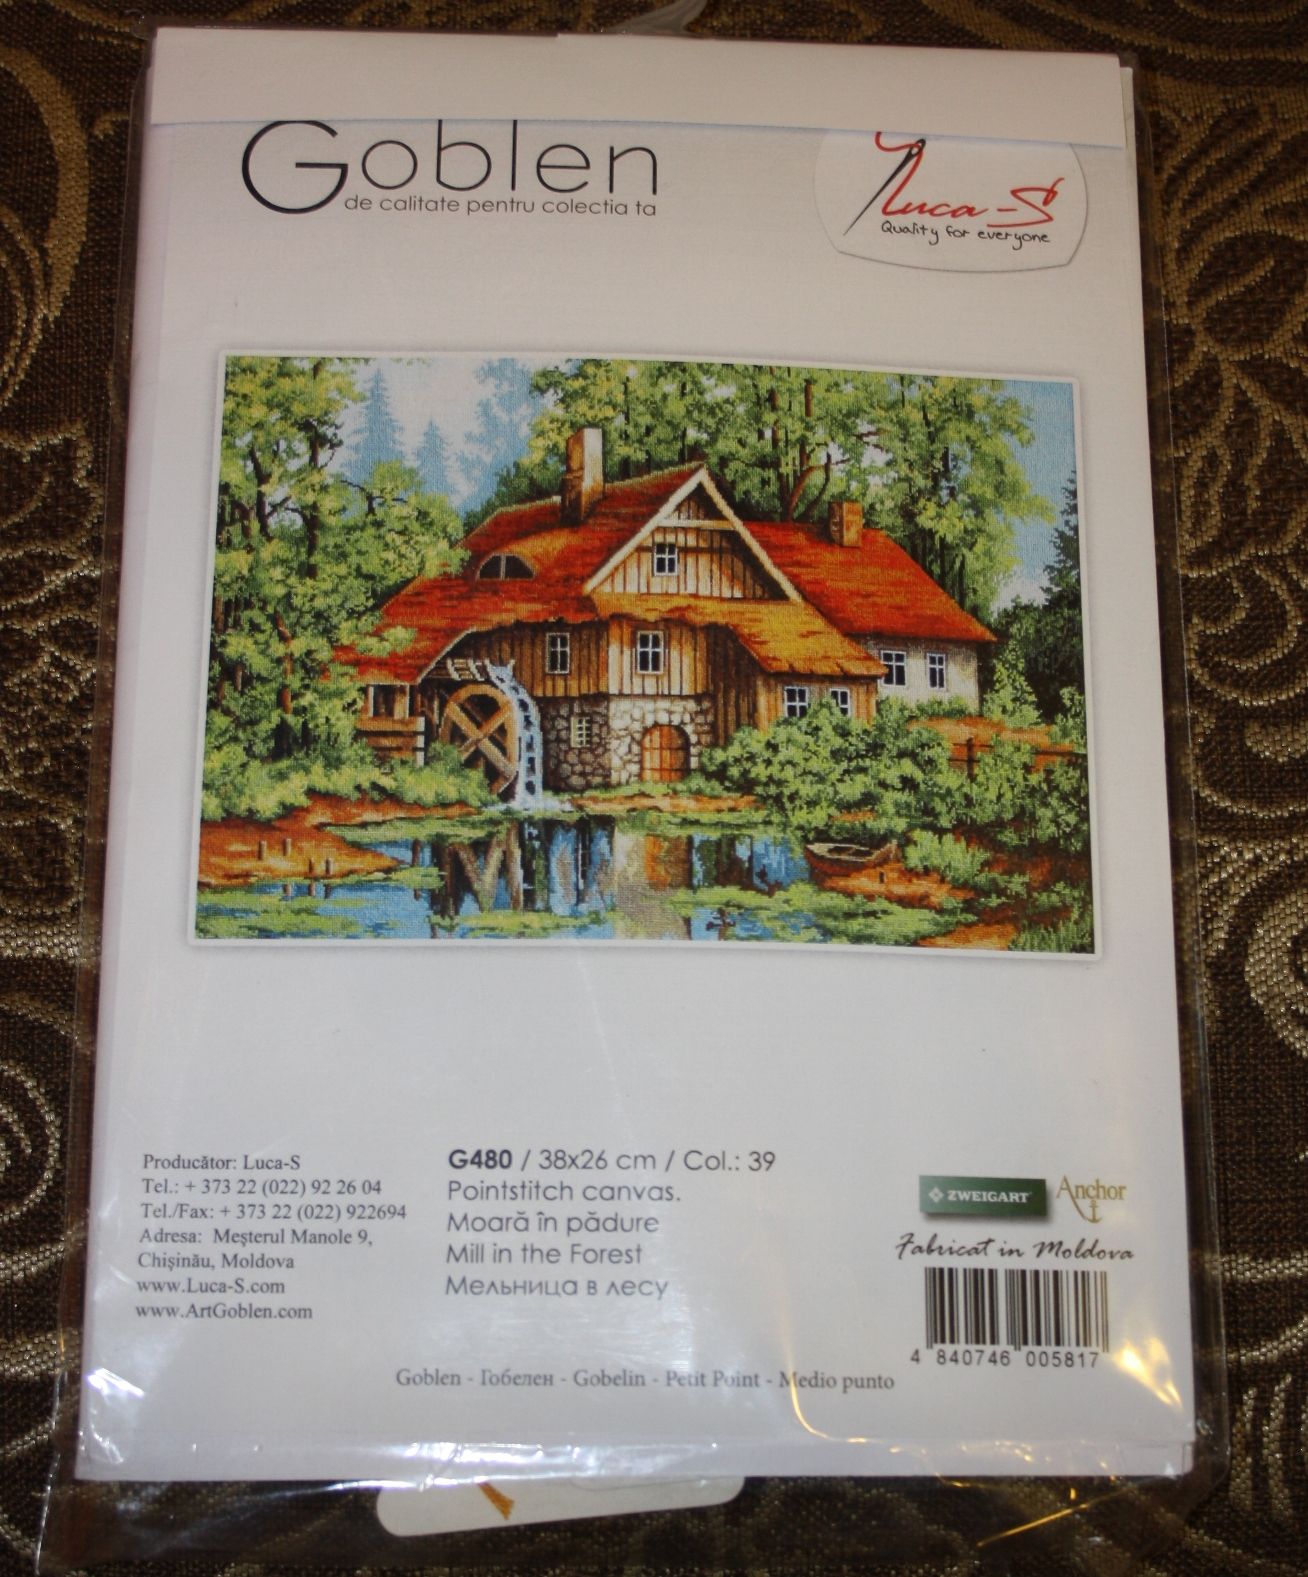 Goblen
de calitate pentru colectia ta
Luca-S
Quality for everyone
Producător: Luca-S
Tel.: + 373 22 (022) 92 26 04
Tel./Fax: + 373 22 (022) 922694
Adresa: Meşterul Manole 9,
Chişinău, Moldova
www.Luca-S.com
www.ArtGoblen.com
G480 / 38x26 cm / Col.: 39
Pointstitch canvas.
Moară în pădure
Mill in the Forest
Мельница в лесу
ZWEIGART
Anchor
Fabricat in Moldova
4 840746 005817
Goblen - Гобелен - Gobelin - Petit Point - Medio punto